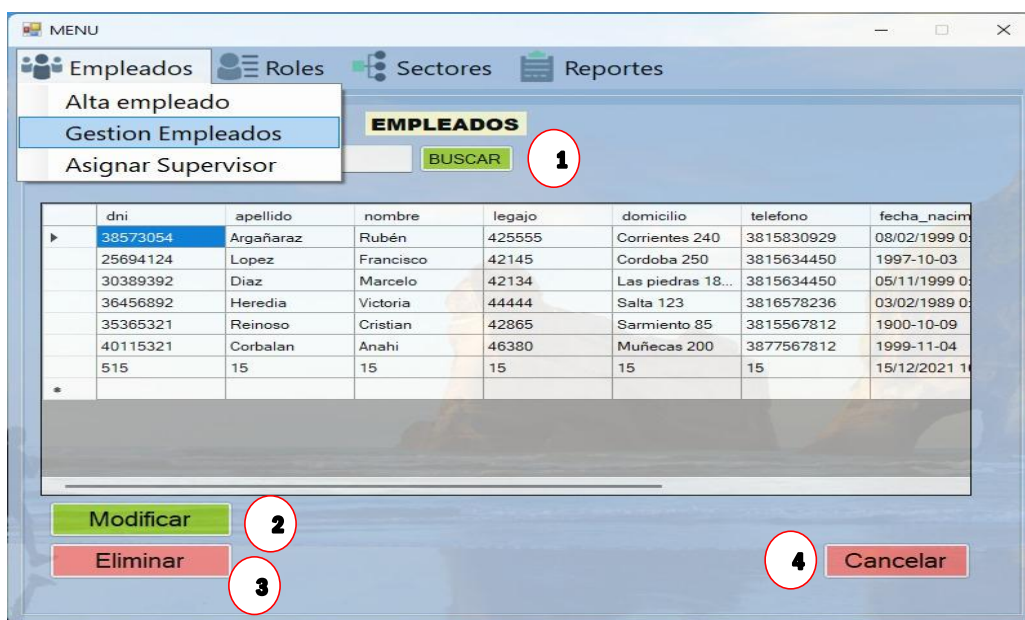 MENU
Empleados Roles Sectores Reportes
Alta empleado
Gestion Empleados
Asignar Supervisor
EMPLEADOS
BUSCAR 1
dni apellido nombre legajo domicilio telefono fecha_nacim
38573054 Argañaraz Rubén 425555 Corrientes 240 3815830929 08/02/1999 0:
25694124 Lopez Francisco 42145 Cordoba 250 3815634450 1997-10-03
30389392 Diaz Marcelo 42134 Las piedras 18... 3815634450 05/11/1999 0:
36456892 Heredia Victoria 44444 Salta 123 3816578236 03/02/1989 0:
35365321 Reinoso Cristian 42865 Sarmiento 85 3815567812 1900-10-09
40115321 Corbalan Anahi 46380 Muñecas 200 3877567812 1999-11-04
515 15 15 15 15 15 15/12/2021 1
Modificar 2
Eliminar 3
4 Cancelar